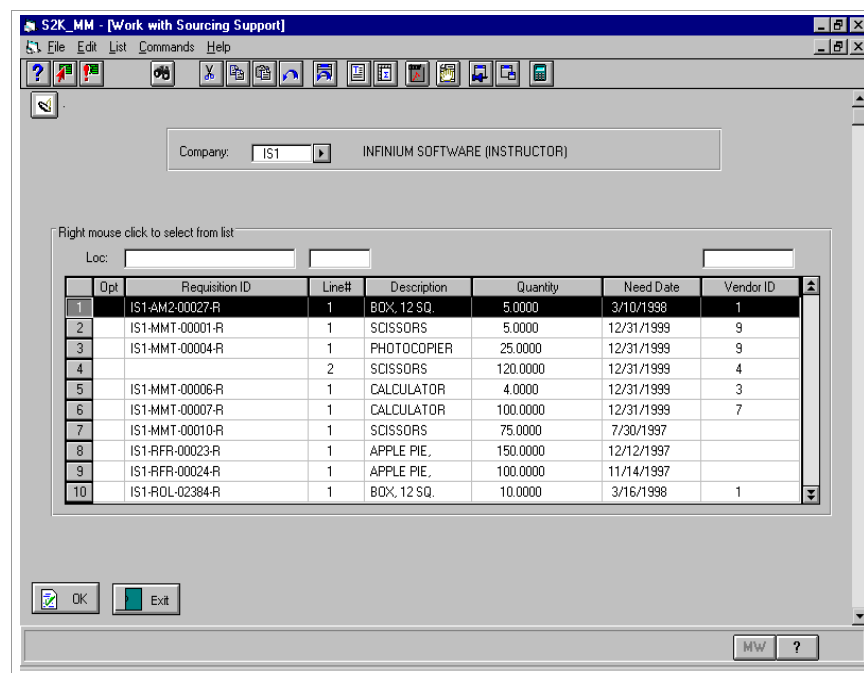 S2K_MM - [Work with Sourcing Support]
File Edit List Commands Help
Company: IS1 INFINIUM SOFTWARE (INSTRUCTOR)
Right mouse click to select from list
Loc:
Opt Requisition ID Line# Description Quantity Need Date Vendor ID
1 IS1-AM2-00027-R 1 BOX, 12 SQ. 5.0000 3/10/1998 1
2 IS1-MMT-00001-R 1 SCISSORS 5.0000 12/31/1999 9
3 IS1-MMT-00004-R 1 PHOTOCOPIER 25.0000 12/31/1999 9
4 2 SCISSORS 120.0000 12/31/1999 4
5 IS1-MMT-00006-R 1 CALCULATOR 4.0000 12/31/1999 3
6 IS1-MMT-00007-R 1 CALCULATOR 100.0000 12/31/1999 7
7 IS1-MMT-00010-R 1 SCISSORS 75.0000 7/30/1997
8 IS1-RFR-00023-R 1 APPLE PIE, 150.0000 12/12/1997
9 IS1-RFR-00024-R 1 APPLE PIE, 100.0000 11/14/1997
10 IS1-ROL-02384-R 1 BOX, 12 SQ. 10.0000 3/16/1998 1
OK Exit
MW ?